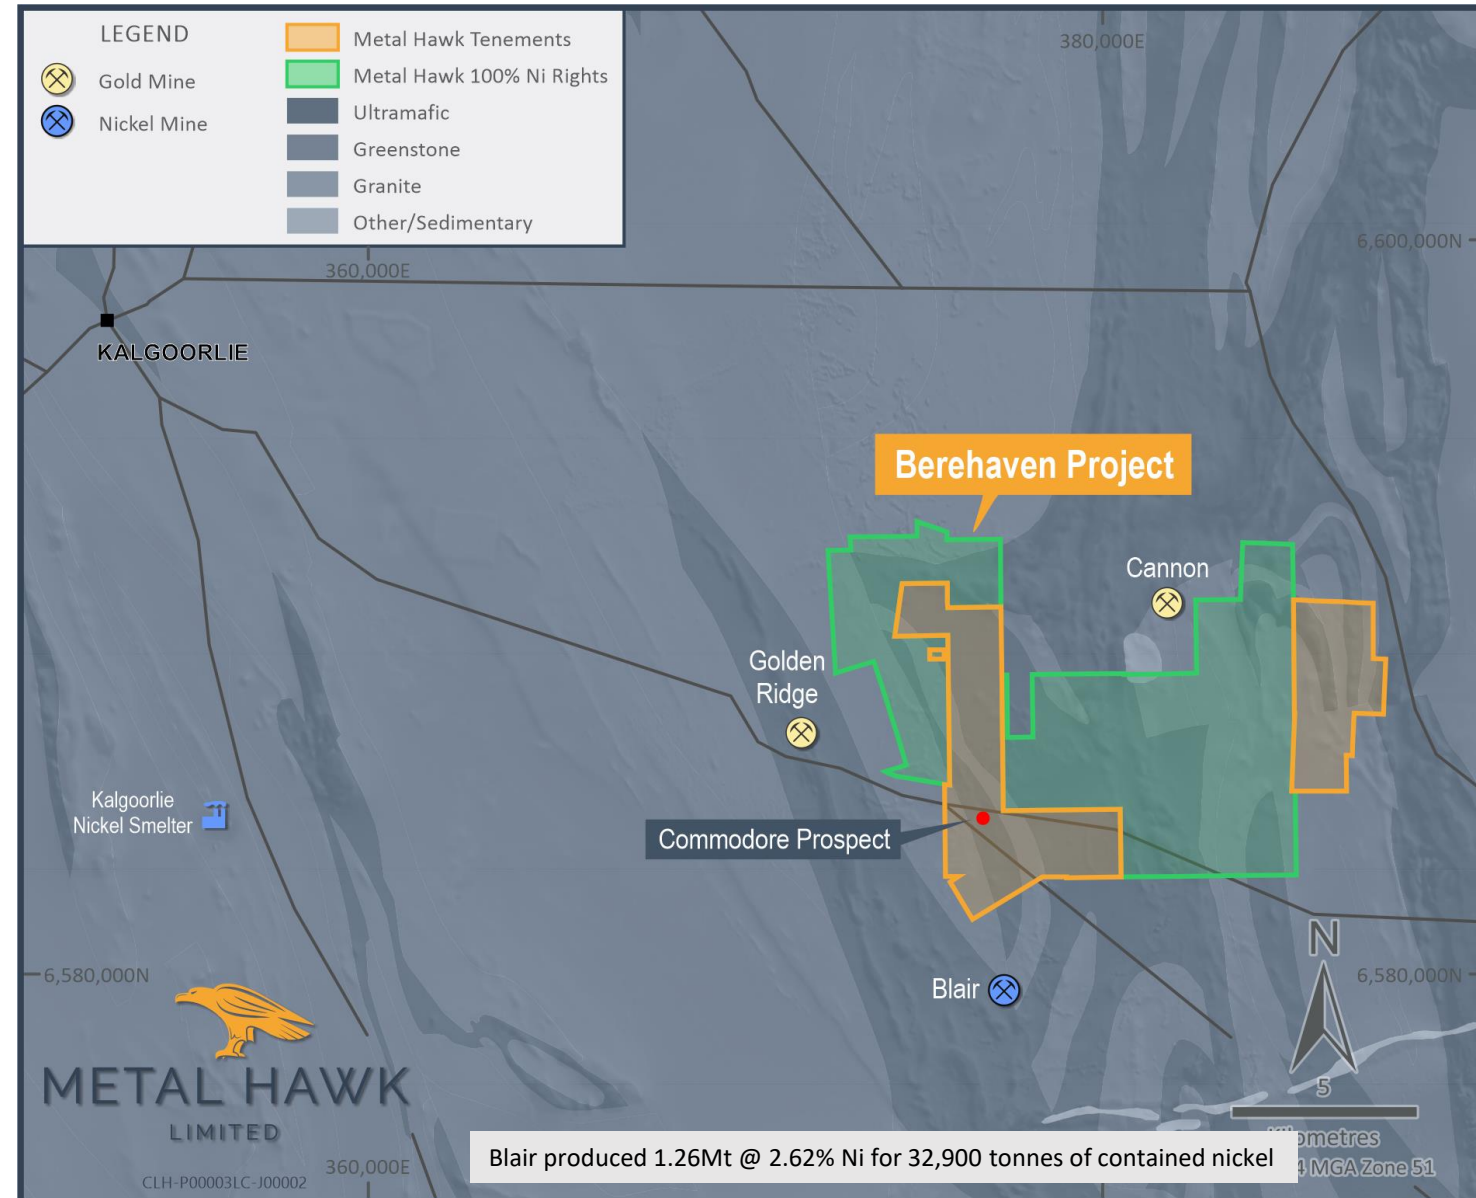 LEGEND
Gold Mine
Nickel Mine
Metal Hawk Tenements
Metal Hawk 100% Ni Rights
Ultramafic
Greenstone
Granite
Other/Sedimentary
380,000E
6,600,000N
360,000E
KALGOORLIE
Berehaven Project
Cannon
Golden
Ridge
Kalgoorlie
Nickel Smelter
Commodore Prospect
6,580,000N
Blair
N
6,580,000N
METAL HAWK
LIMITED
5
360,000E
CLH-P00003LC-J00002
Blair produced 1.26Mt @ 2.62% Ni for 32,900 tonnes of contained nickel
MGA Zone 51